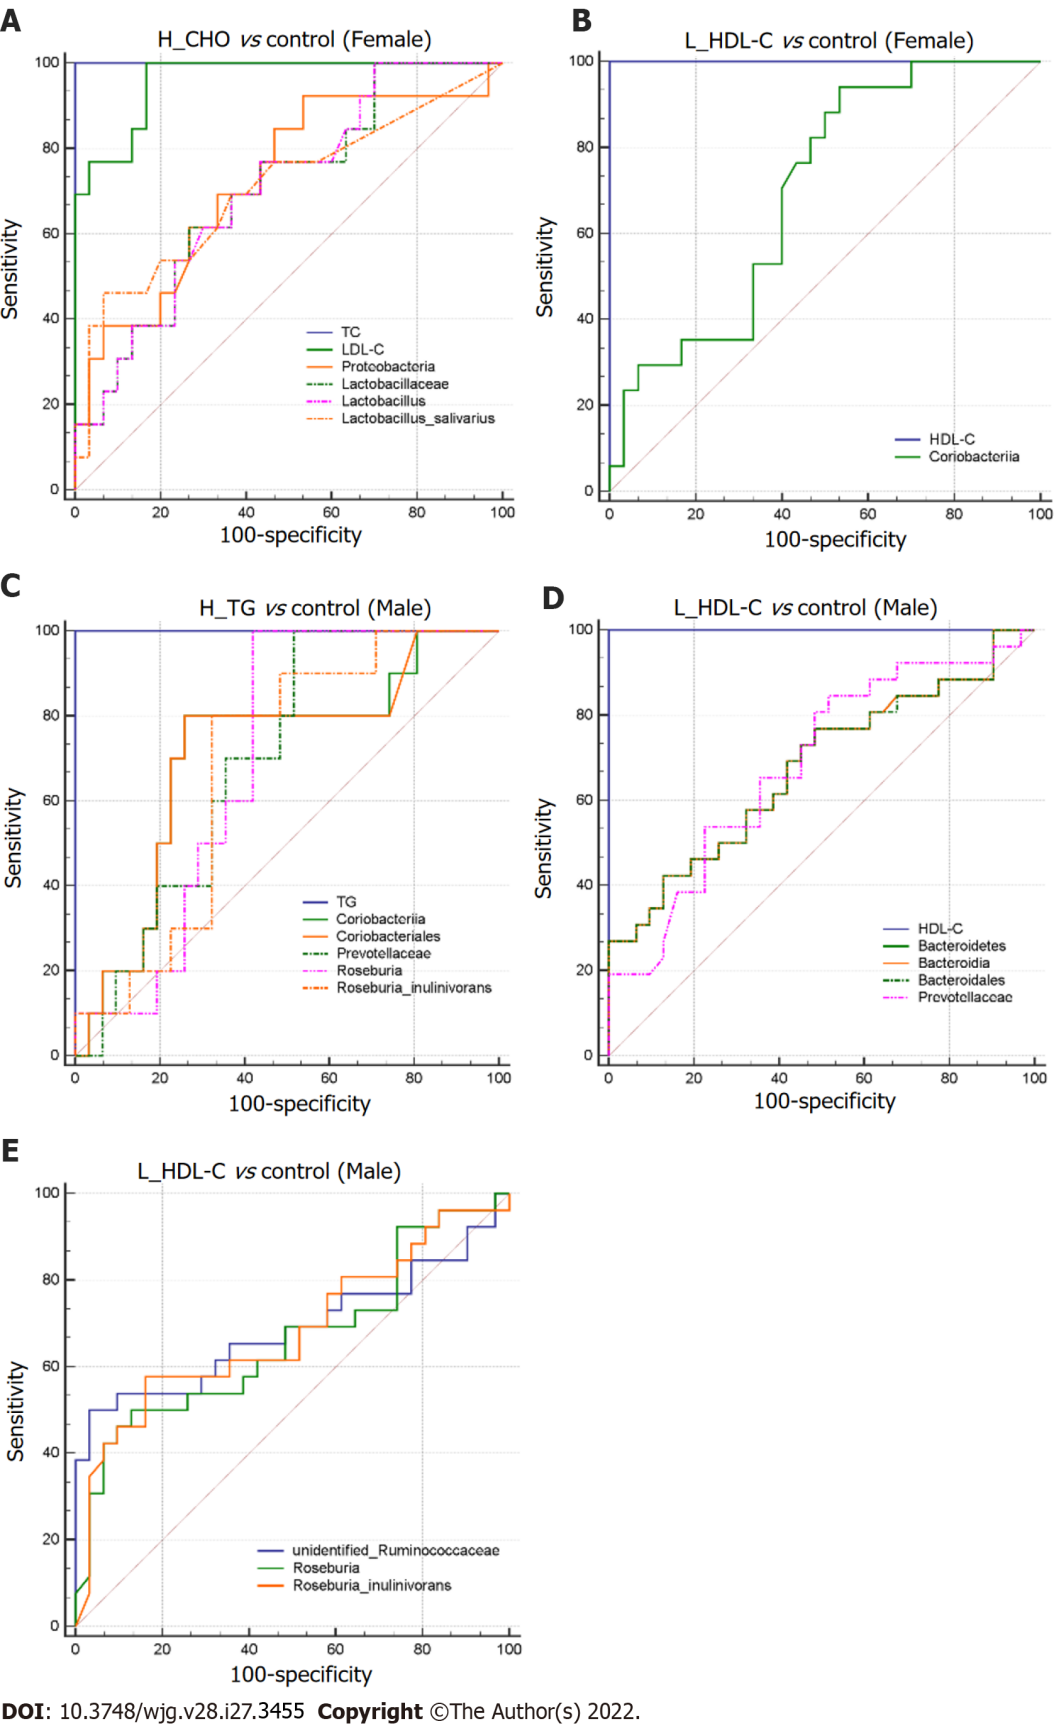 A
H_CHO vs control (Female)
100
80
60
40
20
0
Sensitivity
TC
LDL-C
Proteobacteria
Lactobacillaceae
Lactobacillus
Lactobacillus_salivarius
0 20 40 60 80 100
100-specificity
B
L_HDL-C vs control (Female)
100
80
60
40
20
0
Sensitivity
HDL-C
Coriobacteriia
0 20 40 60 80 100
100-specificity
C
H_TG vs control (Male)
100
80
60
40
20
0
Sensitivity
TG
Coriobacteriia
Coriobacteriales
Prevotellaceae
Roseburia
Roseburia_inulinivorans
0 20 40 60 80 100
100-specificity
D
L_HDL-C vs control (Male)
100
80
60
40
20
0
Sensitivity
HDL-C
Bacteroidetes
Bacteroidia
Bacteroidales
Prevotellaceae
0 20 40 60 80 100
100-specificity
E
L_HDL-C vs control (Male)
100
80
60
40
20
0
Sensitivity
unidentified_Ruminococcaceae
Roseburia
Roseburia_inulinivorans
0 20 40 60 80 100
100-specificity
DOI: 10.3748/wjg.v28.i27.3455 Copyright ©The Author(s) 2022.